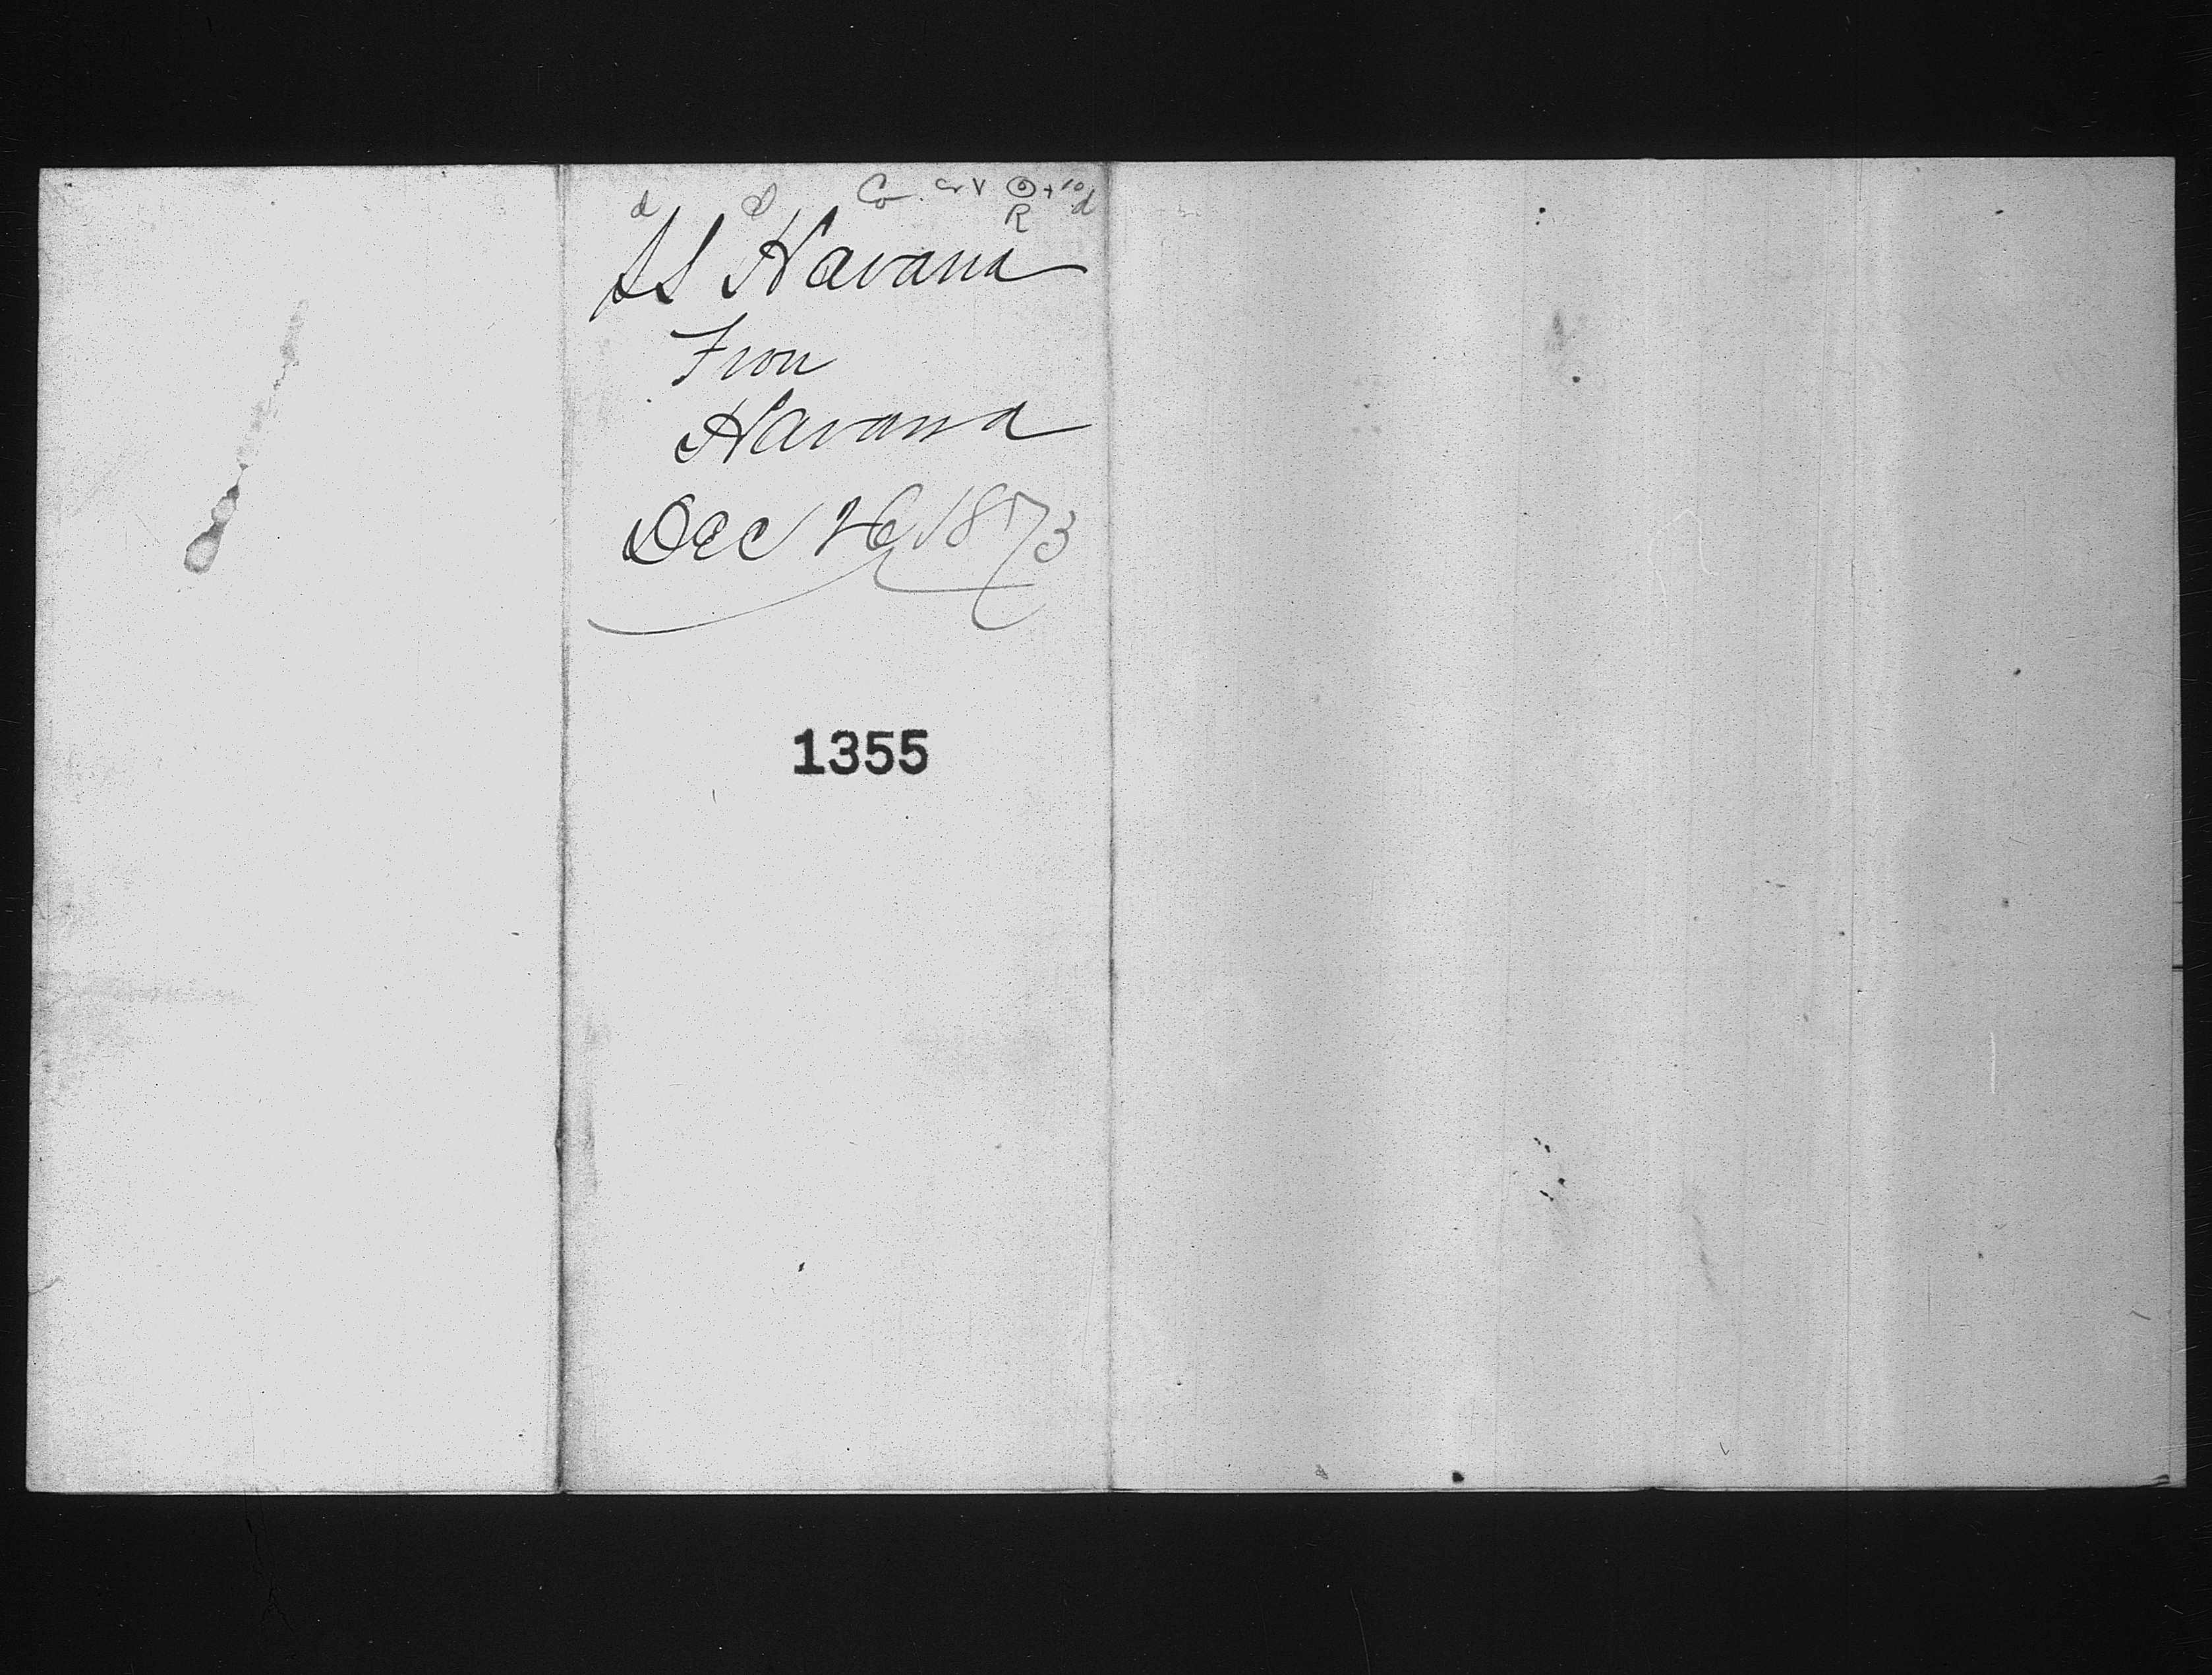 SS Havana
From
Havana
Dec 26, 1873
1355